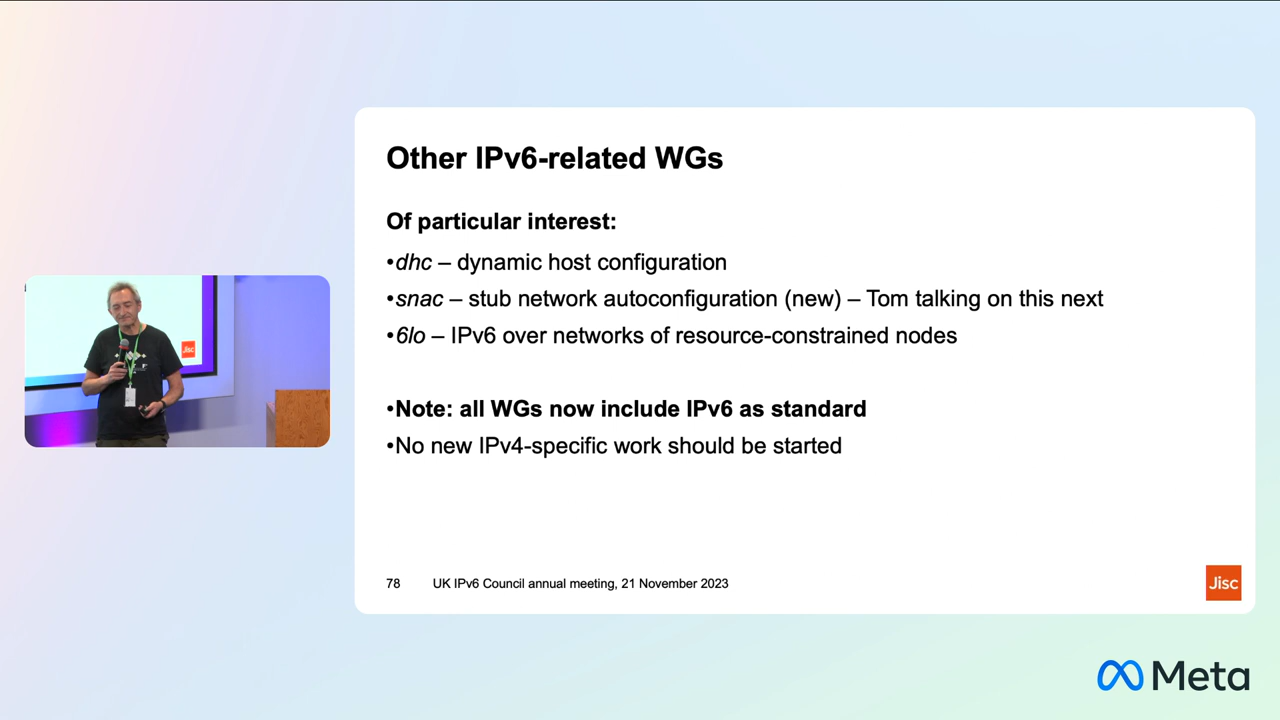 Other IPv6-related WGs
Of particular interest:
•dhc – dynamic host configuration
•snac – stub network autoconfiguration (new) – Tom talking on this next
•6lo – IPv6 over networks of resource-constrained nodes
•Note: all WGs now include IPv6 as standard
•No new IPv4-specific work should be started
78 UK IPv6 Council annual meeting, 21 November 2023
Jisc
Jisc
Meta